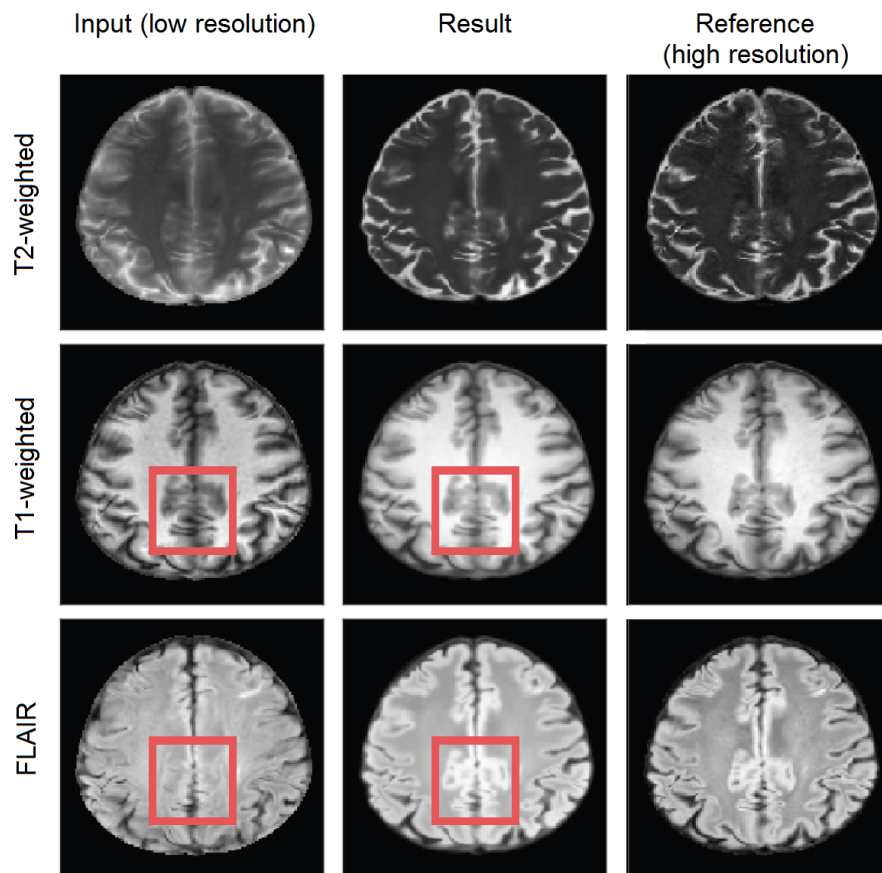 Input (low resolution)
Result
Reference
(high resolution)
T2-weighted
T1-weighted
FLAIR